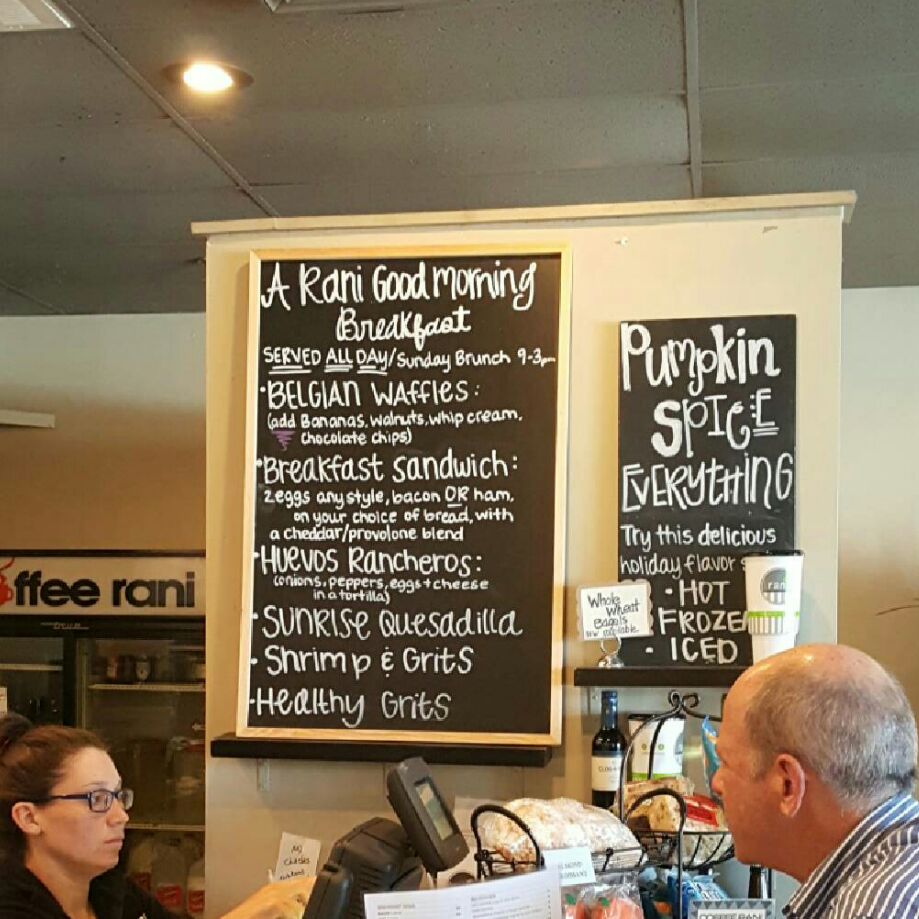 A Rani Good Morning
Breakfast
SERVED ALL DAY/Sunday Brunch 9-3pm
•BELGIAN WAFFLES:
(add Bananas, walnuts, whip cream,
chocolate chips)
•Breakfast Sandwich:
2 eggs any style, bacon OR ham,
on your choice of bread, with
a cheddar/provolone blend
•HUEVOS RANCHEROS:
(onions, peppers, eggs + cheese
in a tortilla)
•SUNRISE Quesadilla
•Shrimp & Grits
•Healthy Grits
Pumpkin
SPICE
EVERYTHING
Try this delicious
holiday flavor
• HOT
• FROZE
• ICED
rani
Whole
Wheat
Bagels
now available
ffee rani